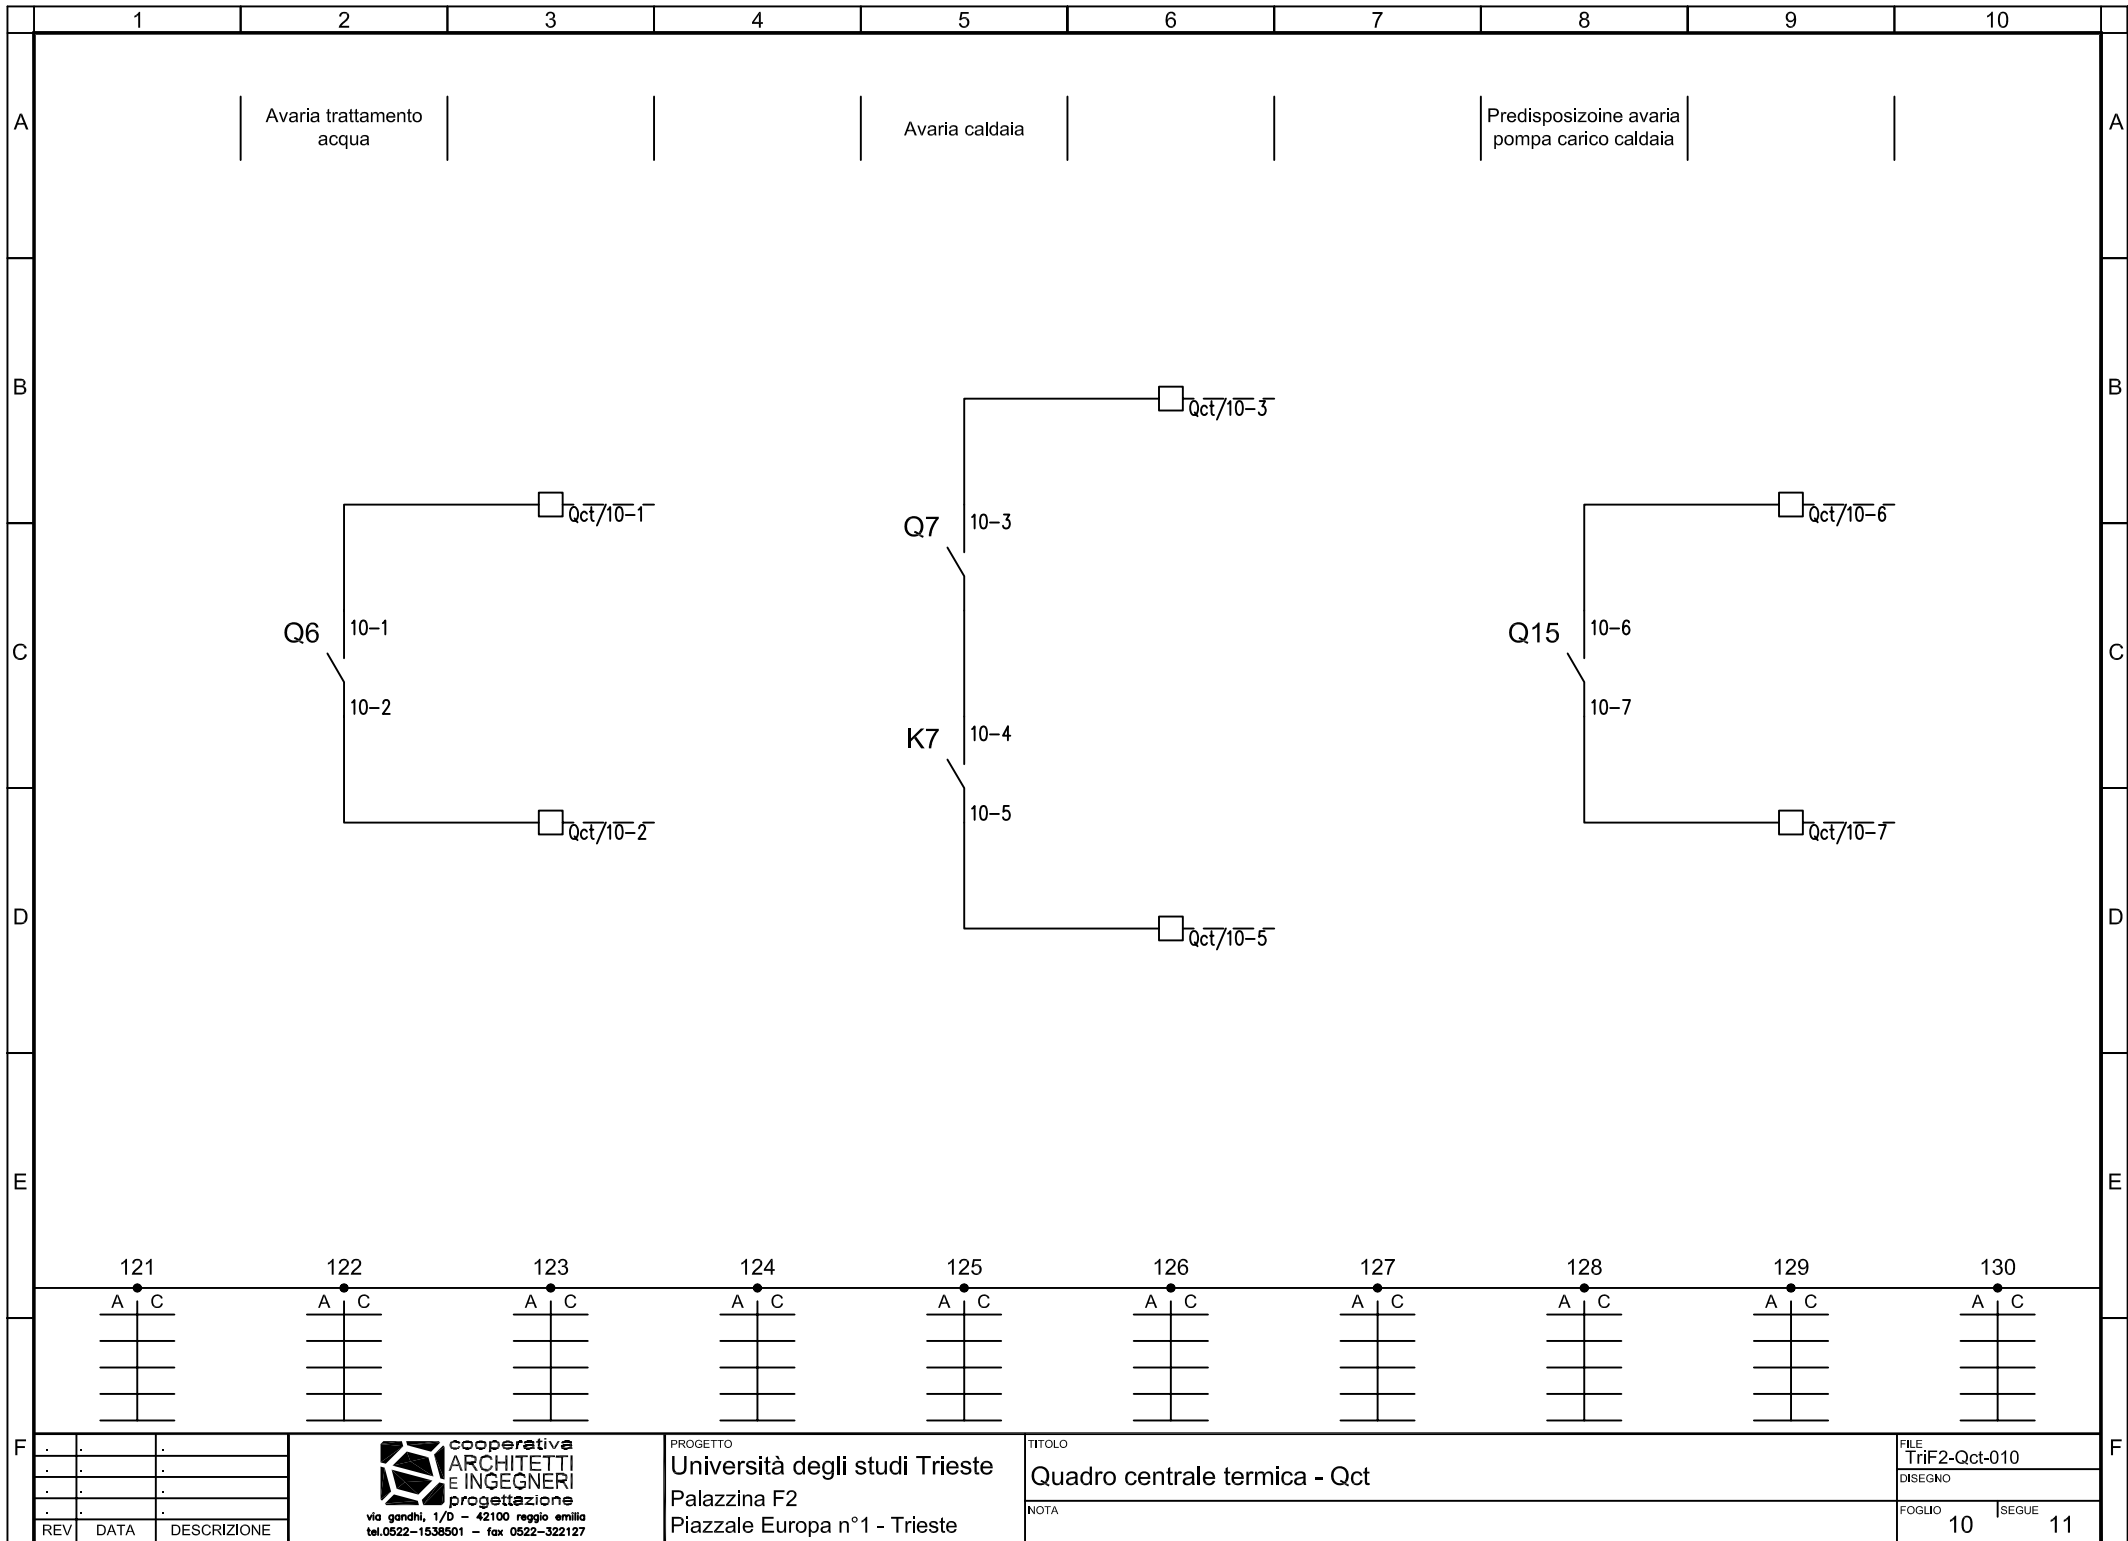 1 2 3 4 5 6 7 8 9 10
A A
Avaria trattamento
acqua
Avaria caldaia
Predisposizoine avaria
pompa carico caldaia
B B
Qct/10-3
Qct/10-1
Qct/10-6
Q7 10-3
C C
Q6 10-1
10-2
Q15 10-6
10-7
K7 10-4
10-5
Qct/10-2
Qct/10-7
D D
Qct/10-5
E E
121 122 123 124 125 126 127 128 129 130
A C A C A C A C A C A C A C A C A C A C
F F
REV DATA DESCRIZIONE
cooperativa
ARCHITETTI
E INGEGNERI
progettazione
via gandhi, 1/D - 42100 reggio emilia
tel.0522-1538501 - fax 0522-322127
PROGETTO
Università degli studi Trieste
Palazzina F2
Piazzale Europa n°1 - Trieste
TITOLO
Quadro centrale termica - Qct
NOTA
FILE
TriF2-Qct-010
DISEGNO
FOGLIO 10 SEGUE 11